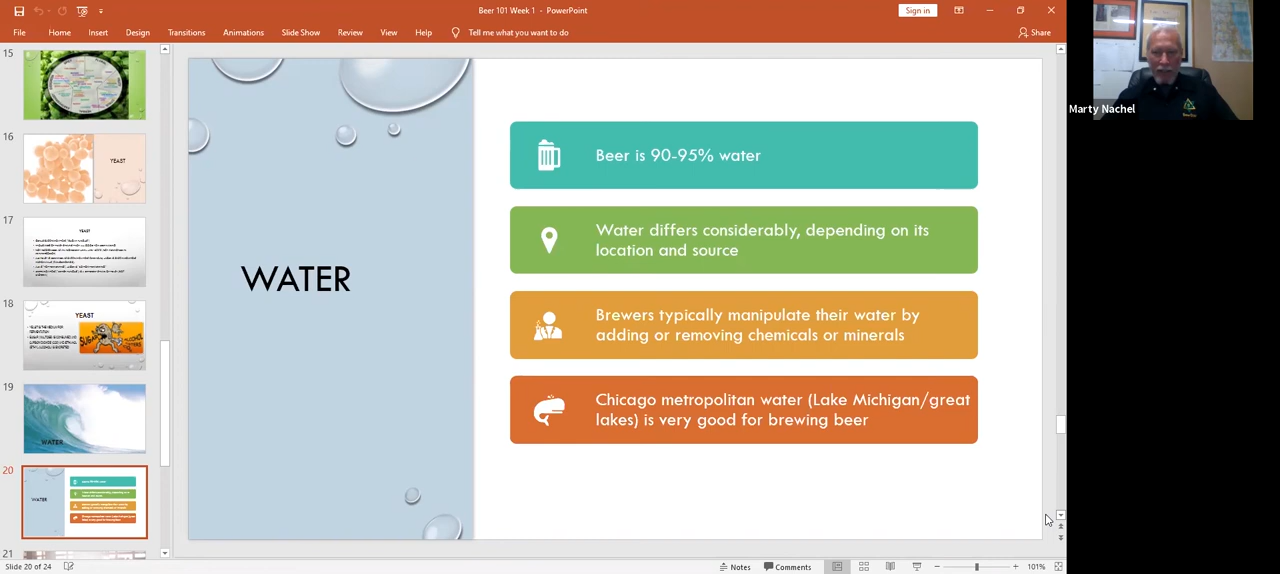 Beer 101 Week 1 - PowerPoint
Sign in
File Home Insert Design Transitions Animations Slide Show Review View Help Tell me what you want to do
Share
15
16
YEAST
17
YEAST
18
YEAST
19
WATER
20
WATER
21
WATER
Beer is 90-95% water
Water differs considerably, depending on its
location and source
Brewers typically manipulate their water by
adding or removing chemicals or minerals
Chicago metropolitan water (Lake Michigan/great
lakes) is very good for brewing beer
Marty Nachel
Slide 20 of 24
Notes
Comments
101%